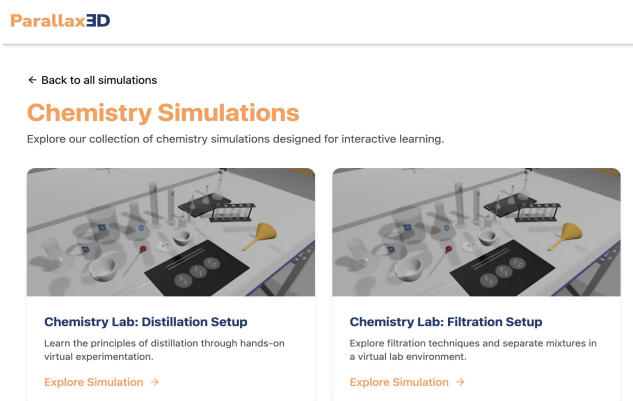 Parallax3D
← Back to all simulations
Chemistry Simulations
Explore our collection of chemistry simulations designed for interactive learning.
Chemistry Lab: Distillation Setup
Learn the principles of distillation through hands-on
virtual experimentation.
Explore Simulation →
Chemistry Lab: Filtration Setup
Explore filtration techniques and separate mixtures in
a virtual lab environment.
Explore Simulation →